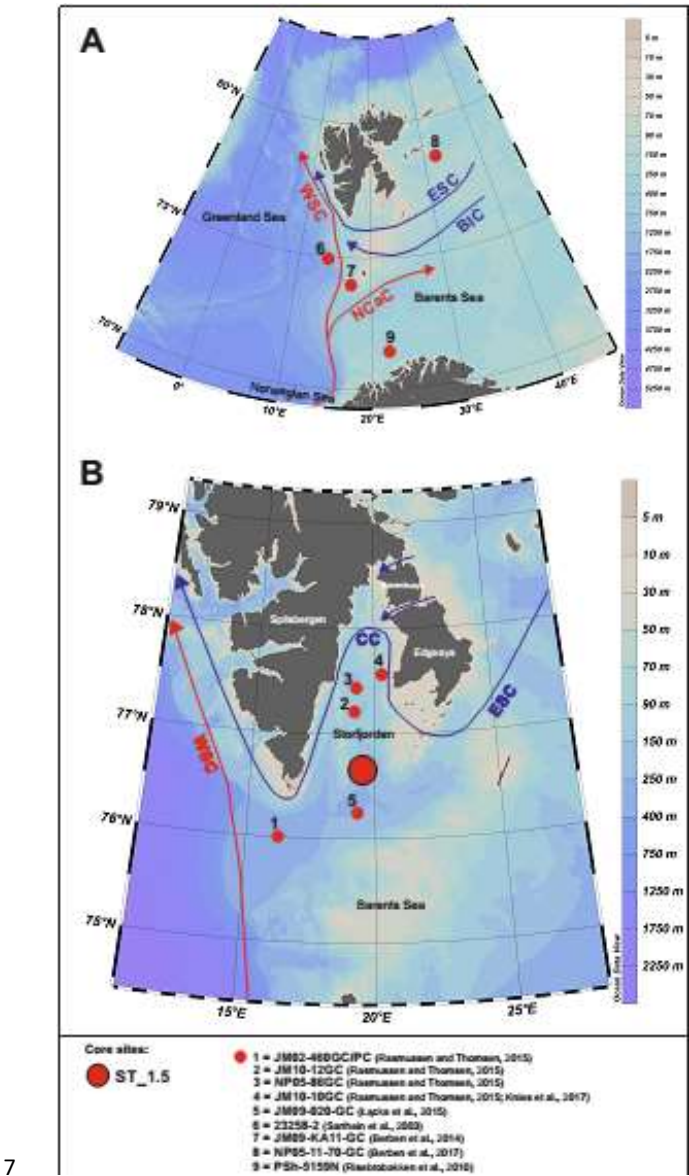 A
80°N
75°N
70°N
0°
10°E
20°E
30°E
40°E
Greenland Sea
Barents Sea
Norwegian Sea
WSC
ESC
BIC
NCaC
6
7
8
9
B
79°N
78°N
77°N
76°N
75°N
15°E
20°E
25°E
Spitsbergen
Edgeøya
Storfjorden
Barents Sea
CC
ESC
WSC
1
2
3
4
5
5 m
10 m
30 m
50 m
70 m
90 m
150 m
250 m
400 m
750 m
1250 m
1750 m
2250 m
Ocean Data View
Core sites:
ST_1.5
1 = JM02-460GC/PC (Rasmussen and Thomsen, 2015)
2 = JM10-12GC (Rasmussen and Thomsen, 2015)
3 = NP05-86GC (Rasmussen and Thomsen, 2015)
4 = JM10-10GC (Rasmussen and Thomsen, 2015; Knies et al., 2017)
5 = JM09-020-GC (Łącka et al., 2015)
6 = 23258-2 (Sarnthein et al., 2003)
7 = JM09-KA11-GC (Berben et al., 2014)
8 = NP05-11-70-GC (Berben et al., 2017)
9 = PSh-5159N (Risebrobakken et al., 2010)
7